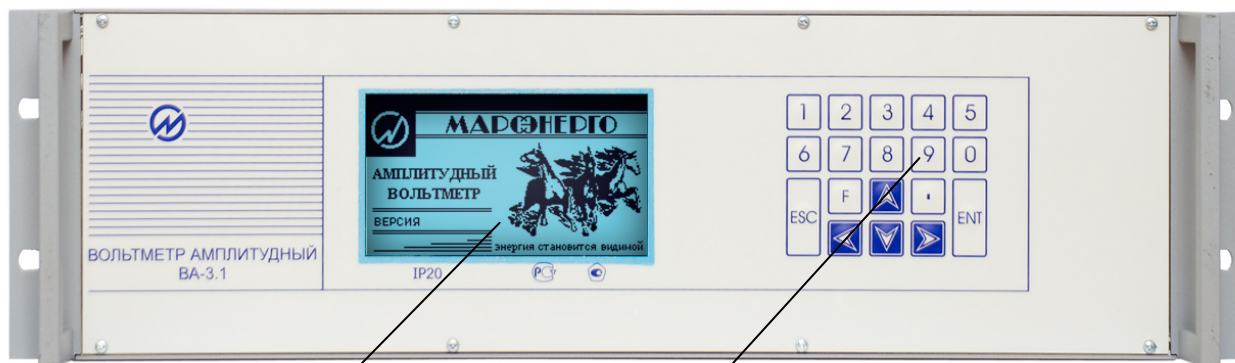 МАРСЭНЕРГО
АМПЛИТУДНЫЙ
ВОЛЬТМЕТР
ВЕРСИЯ
энергия становится видимой
ВОЛЬТМЕТР АМПЛИТУДНЫЙ
ВА-3.1
IP20
1 2 3 4 5
6 7 8 9 0
ESC F . ENT